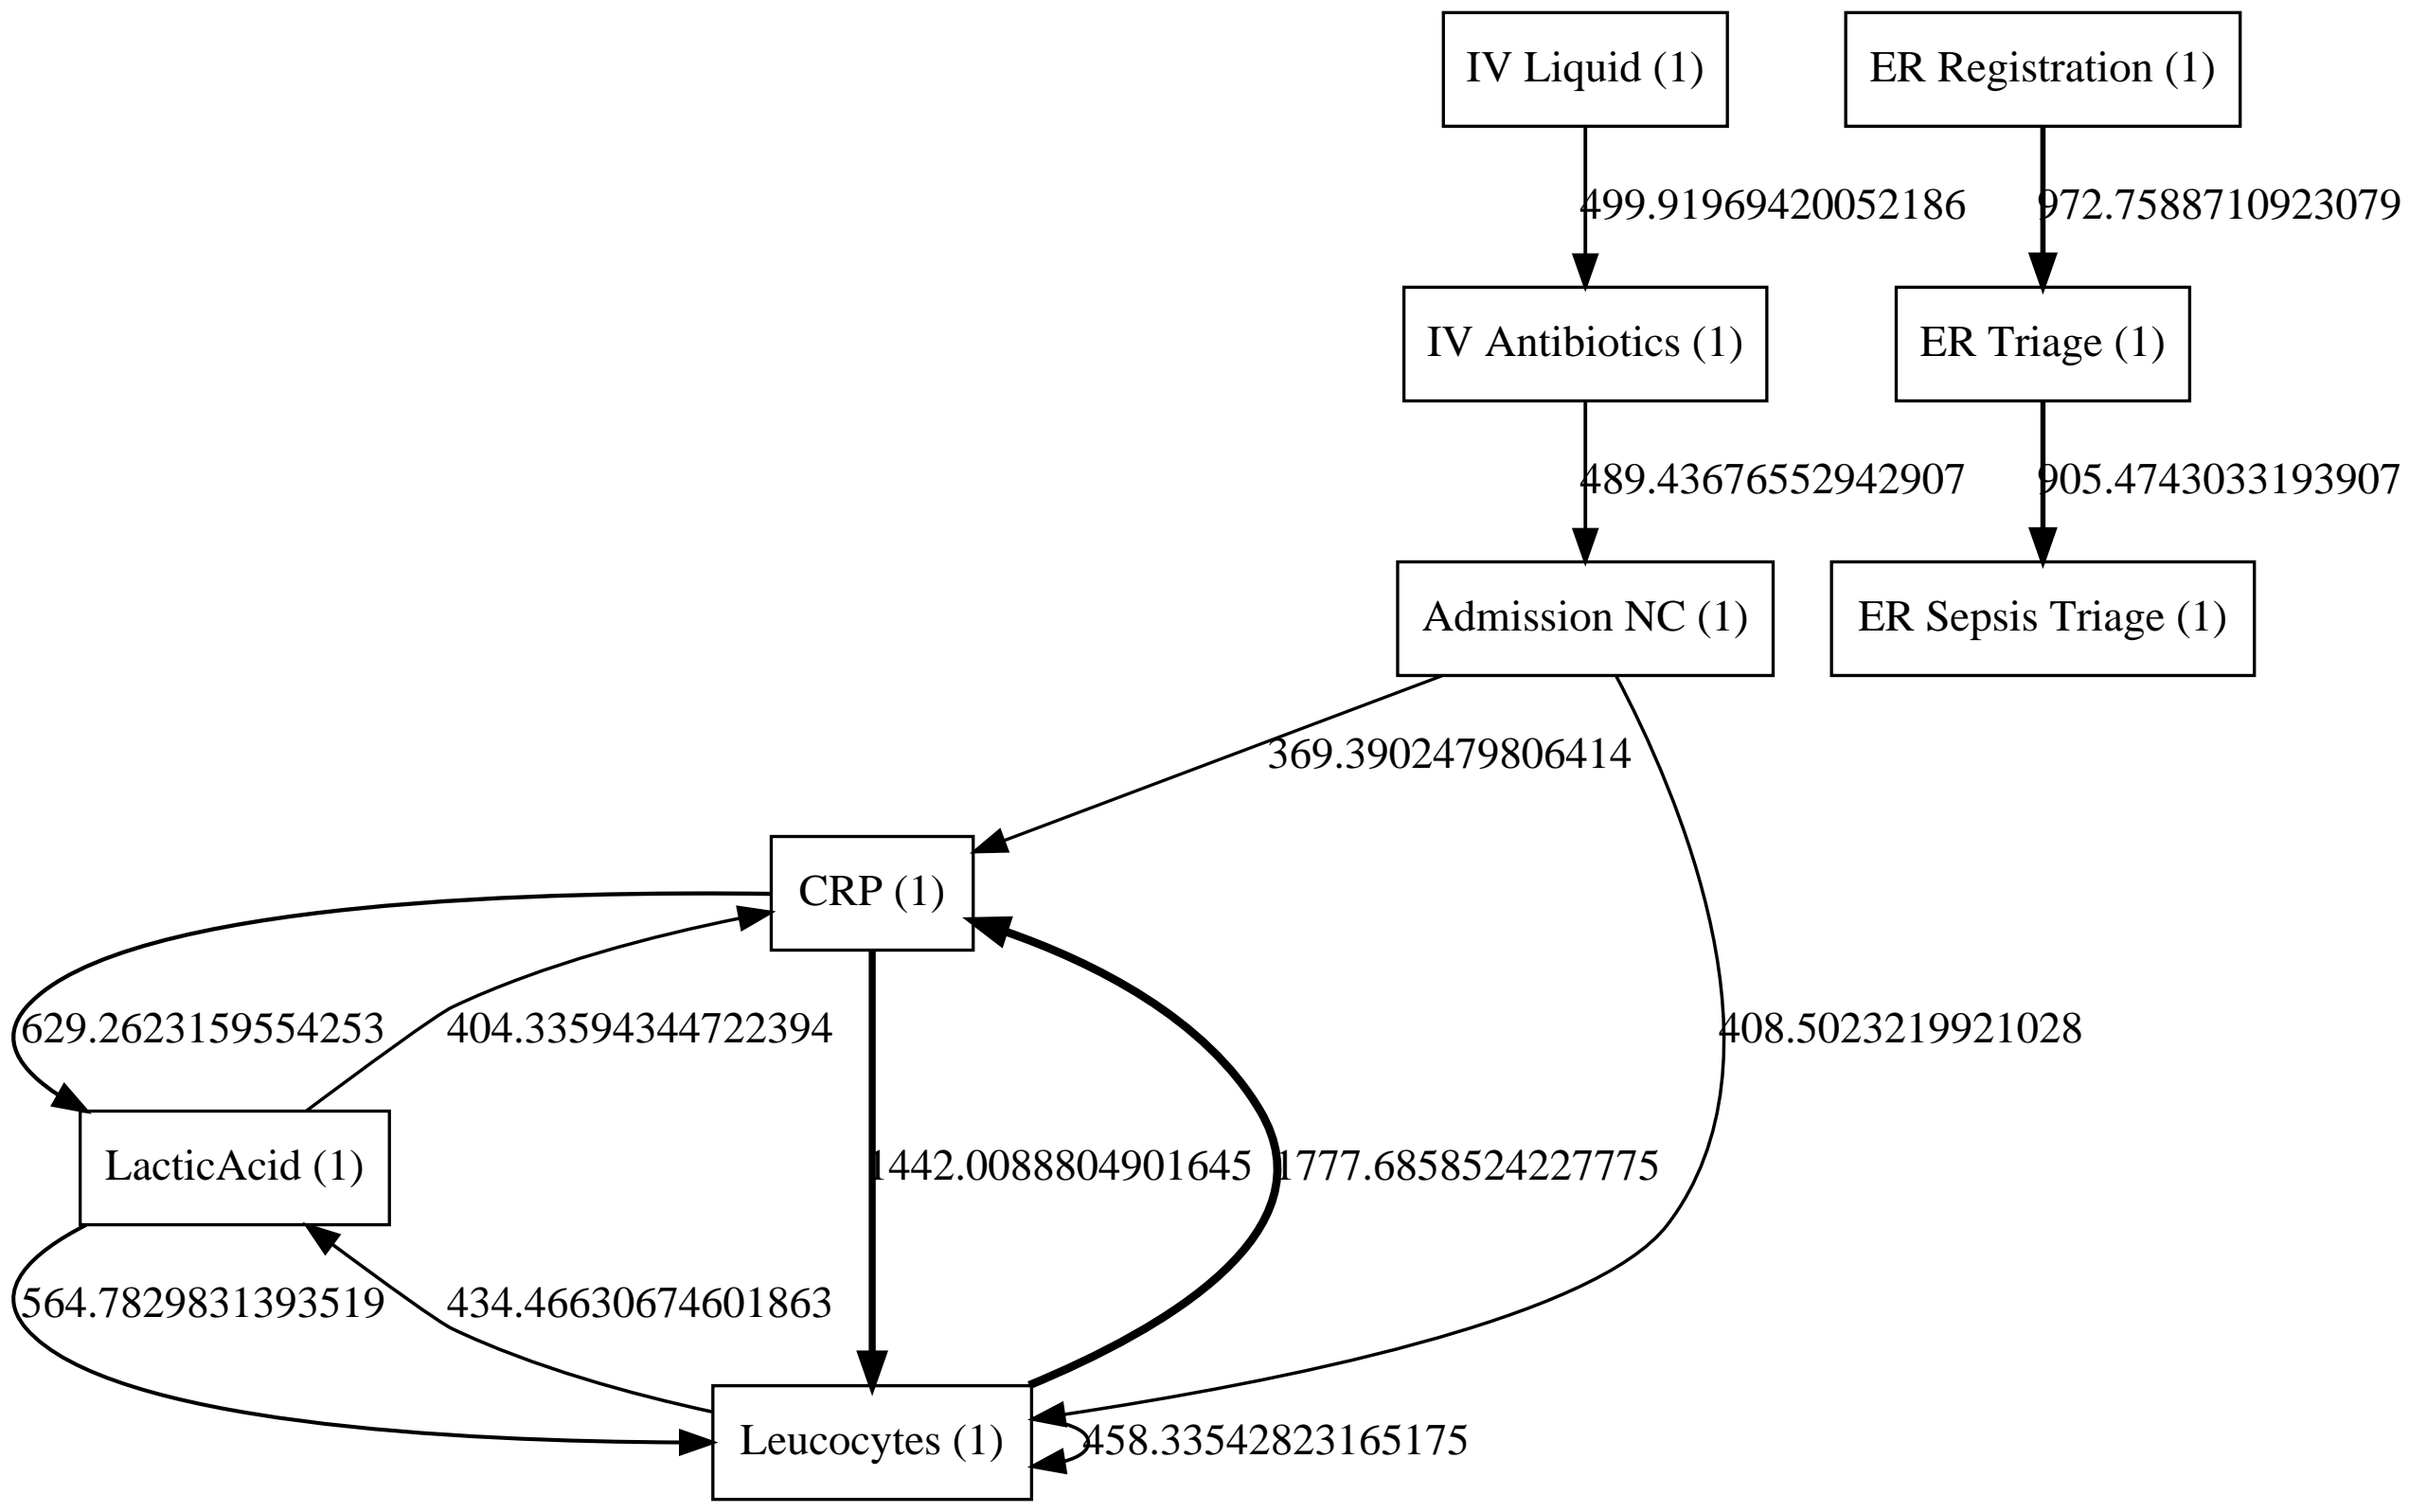 IV Liquid (1)
ER Registration (1)
499.91969420052186
972.7588710923079
IV Antibiotics (1)
ER Triage (1)
489.43676552942907
905.4743033193907
Admission NC (1)
ER Sepsis Triage (1)
369.3902479806414
CRP (1)
629.2623159554253
404.33594344722394
408.5023219921028
LacticAcid (1)
1442.0088804901645
1777.6858524227775
564.7829831393519
434.46630674601863
Leucocytes (1)
458.33542823165175